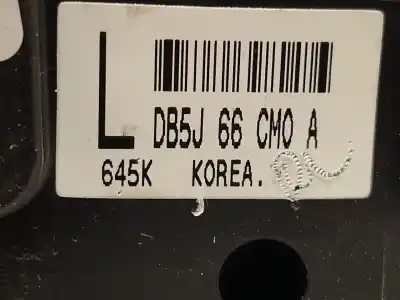 L DB5J 66 CM0 A
645K KOREA.